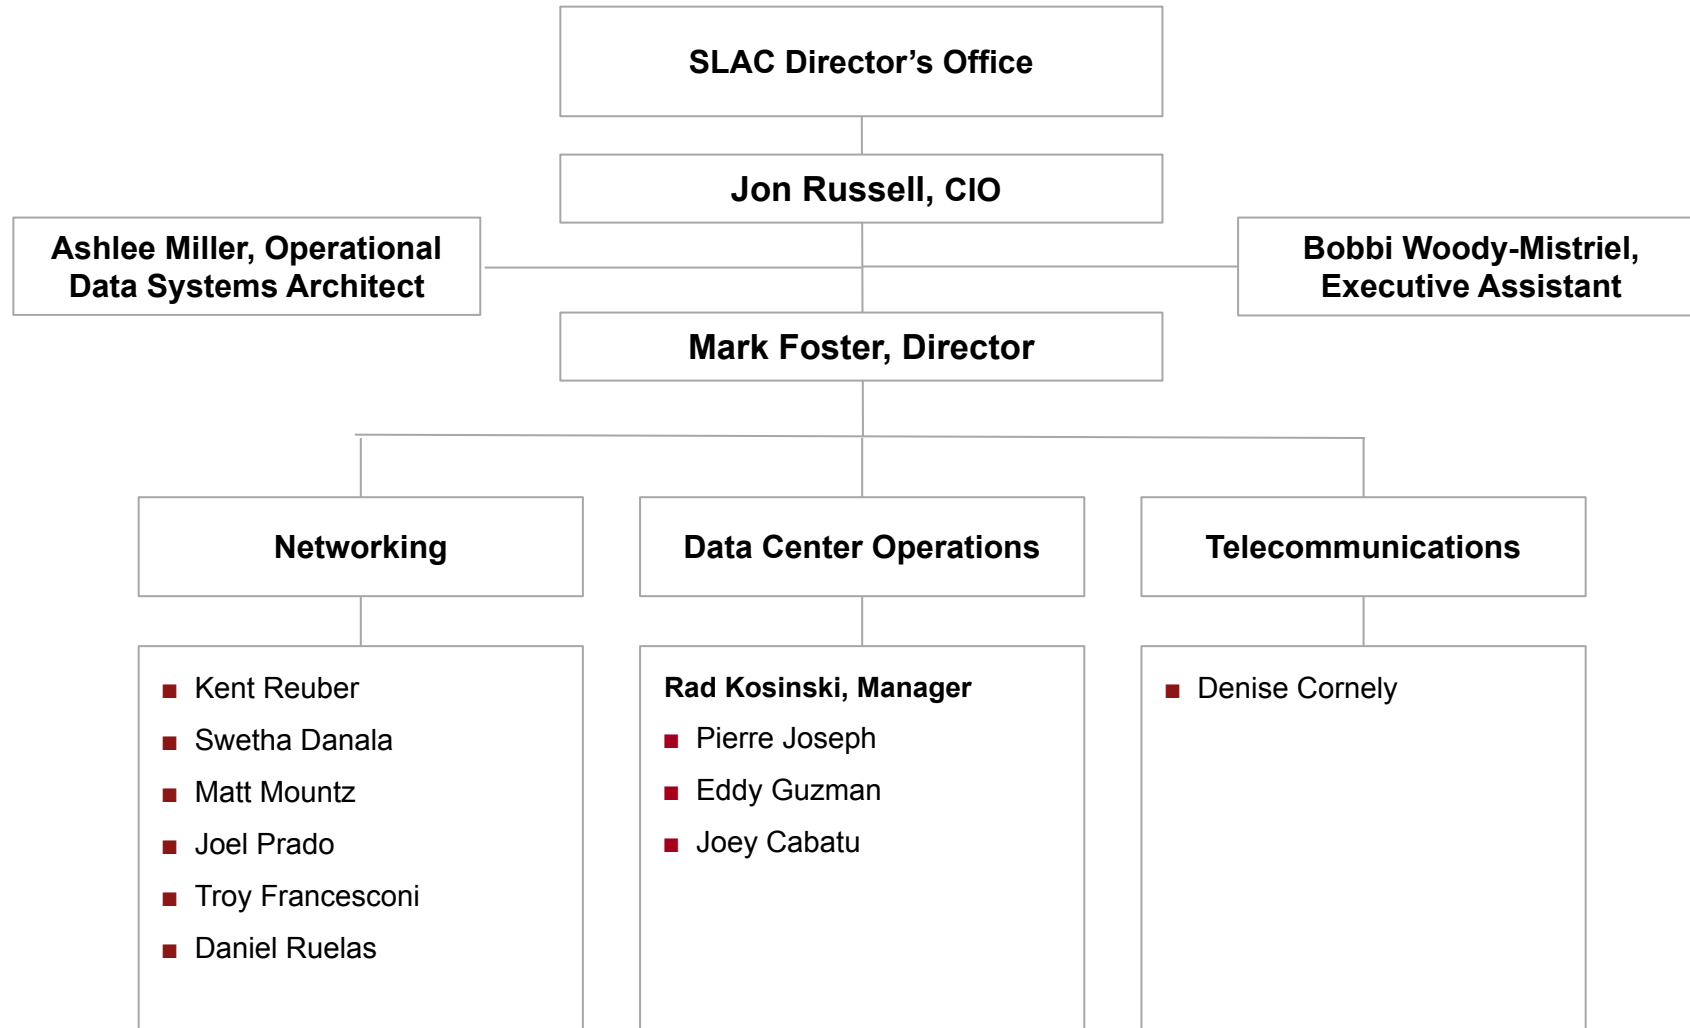 SLAC Director’s Office
Jon Russell, CIO
Ashlee Miller, Operational
Data Systems Architect
Bobbi Woody-Mistriel,
Executive Assistant
Mark Foster, Director
Networking
Data Center Operations
Telecommunications
Kent Reuber
Swetha Danala
Matt Mountz
Joel Prado
Troy Francesconi
Daniel Ruelas
Rad Kosinski, Manager
Pierre Joseph
Eddy Guzman
Joey Cabatu
Denise Cornely